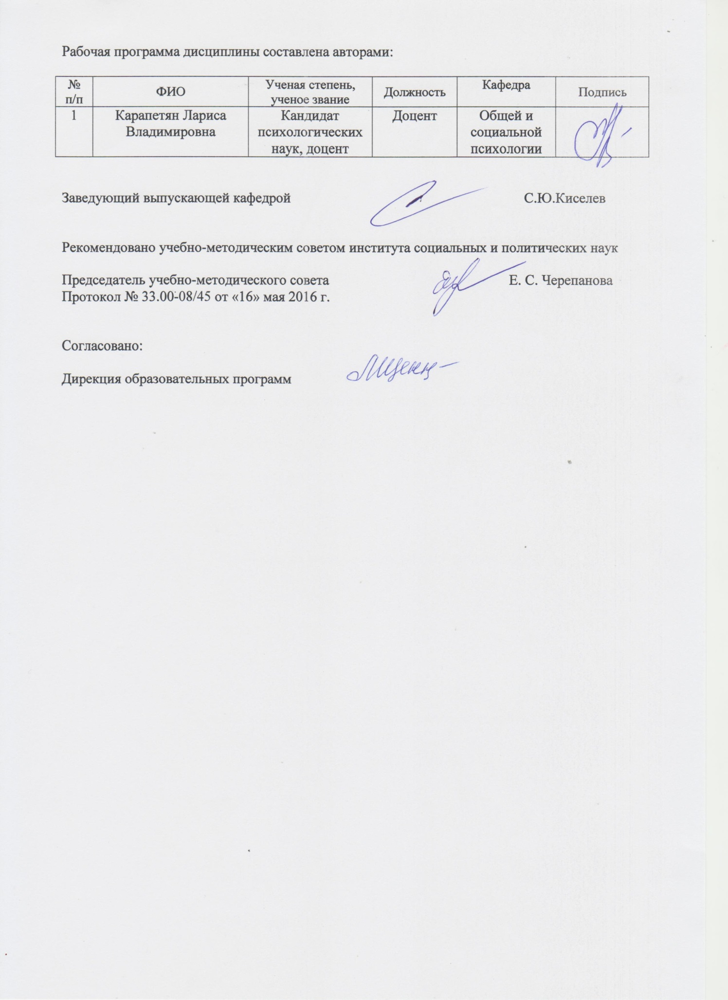 Рабочая программа дисциплины составлена авторами:
№ п/п ФИО Ученая степень, ученое звание Должность Кафедра Подпись
1 Карапетян Лариса Владимировна Кандидат психологических наук, доцент Доцент Общей и социальной психологии
Заведующий выпускающей кафедрой С.Ю.Киселев
Рекомендовано учебно-методическим советом института социальных и политических наук
Председатель учебно-методического совета Е. С. Черепанова
Протокол № 33.00-08/45 от «16» мая 2016 г.
Согласовано:
Дирекция образовательных программ